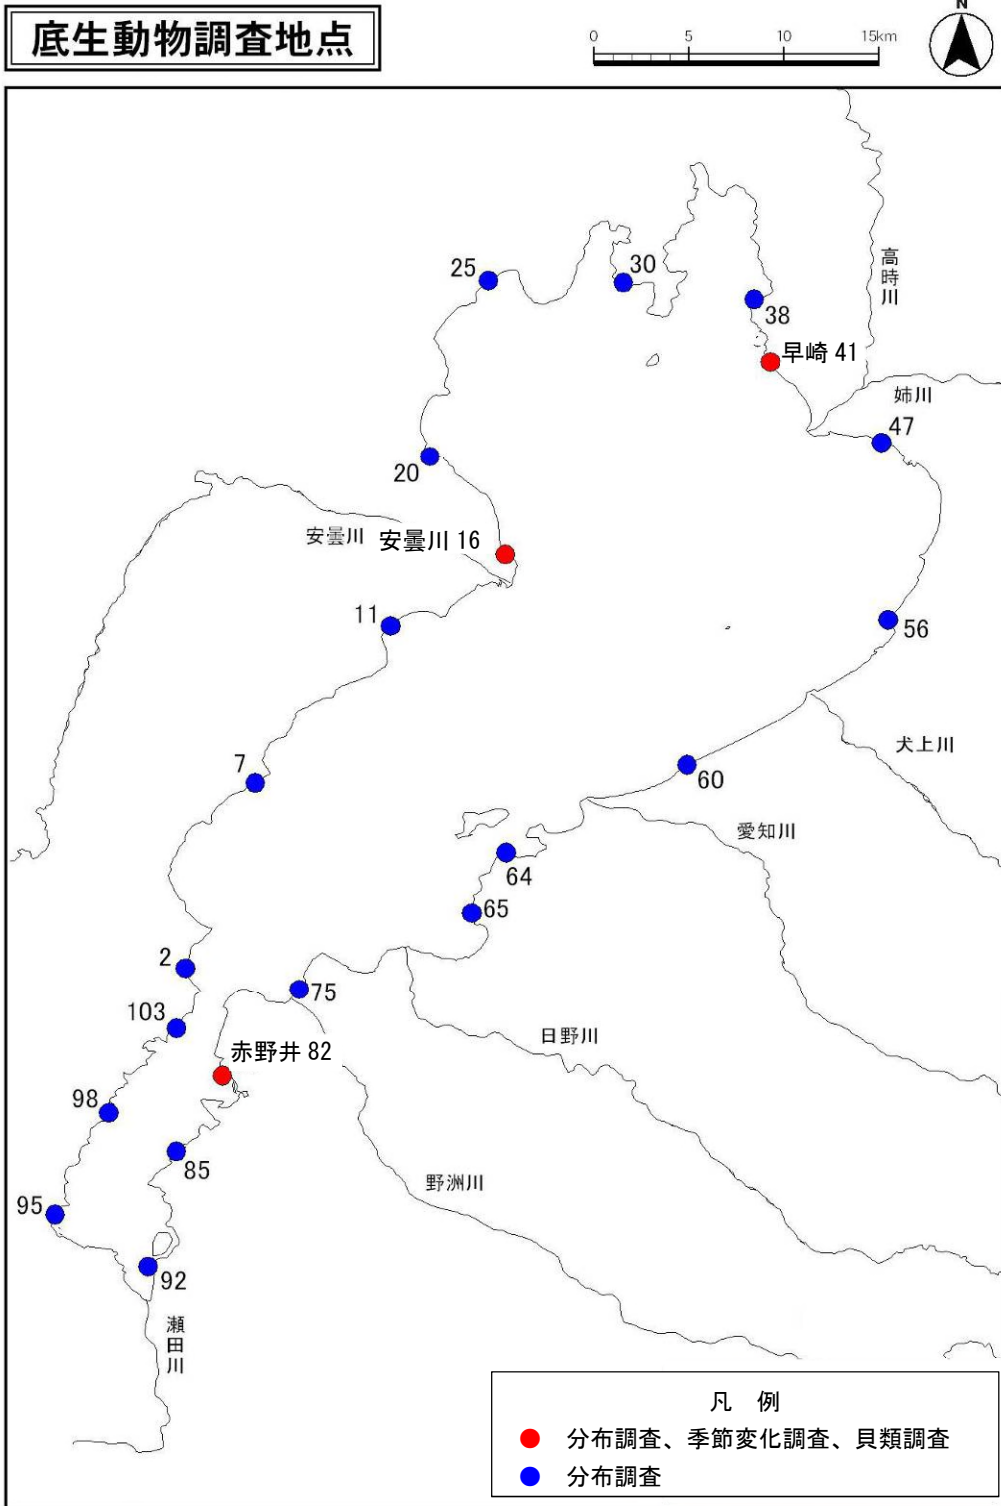 底生動物調査地点
0 5 10 15km
N
高時川
25
30
38
早崎 41
姉川
47
20
安曇川
安曇川 16
11
56
犬上川
7
60
愛知川
64
65
2
75
103
日野川
赤野井 82
98
85
野洲川
95
92
瀬田川
凡 例
分布調査、季節変化調査、貝類調査
分布調査